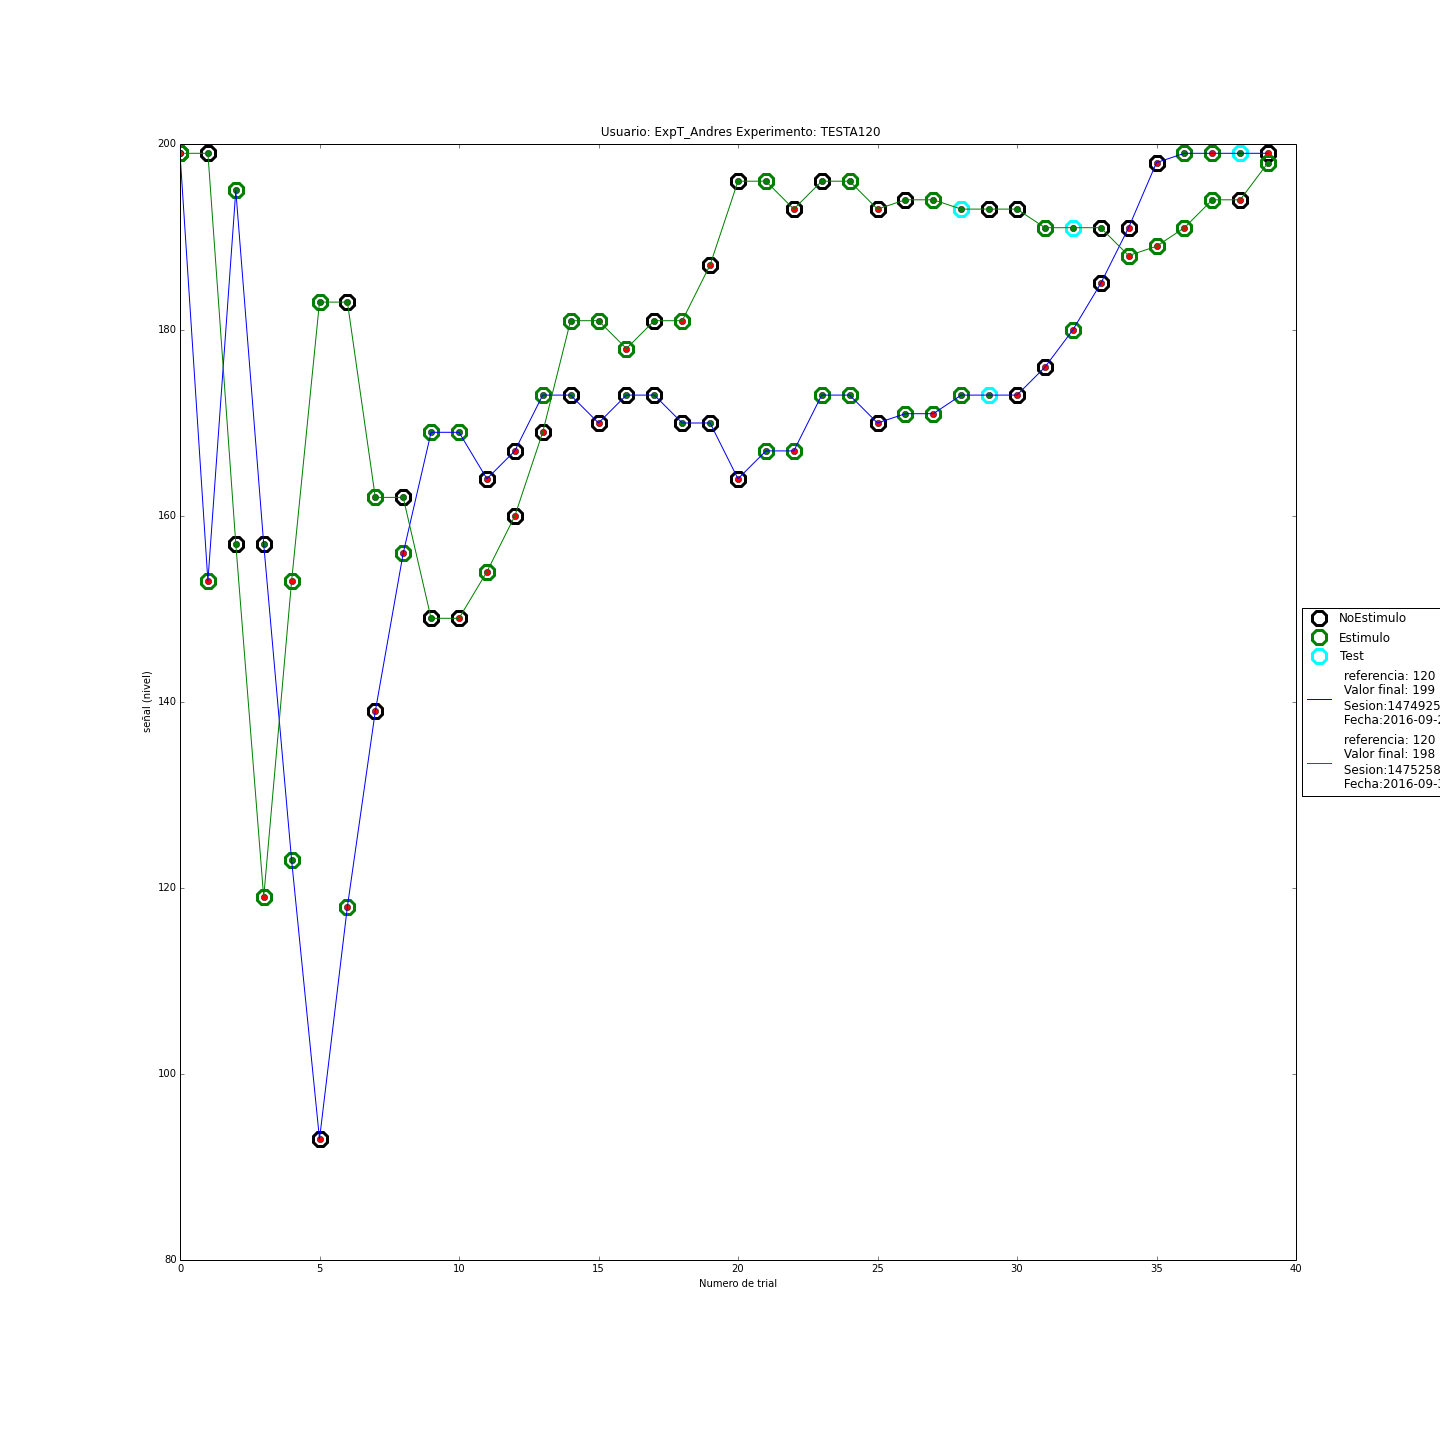 Usuario: ExpT_Andres Experimento: TESTA120
200
180
160
140
120
100
80
señal (nivel)
0 5 10 15 20 25 30 35 40
Numero de trial
NoEstimulo
Estimulo
Test
referencia: 120
Valor final: 199
Sesion:1474925
Fecha:2016-09-2
referencia: 120
Valor final: 198
Sesion:1475258
Fecha:2016-09-